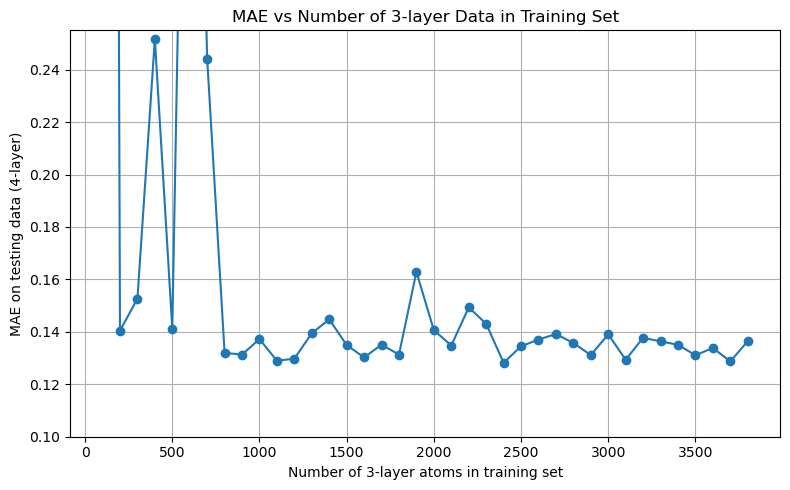 MAE vs Number of 3-layer Data in Training Set
MAE on testing data (4-layer)
0.24
0.22
0.20
0.18
0.16
0.14
0.12
0.10
0 500 1000 1500 2000 2500 3000 3500
Number of 3-layer atoms in training set